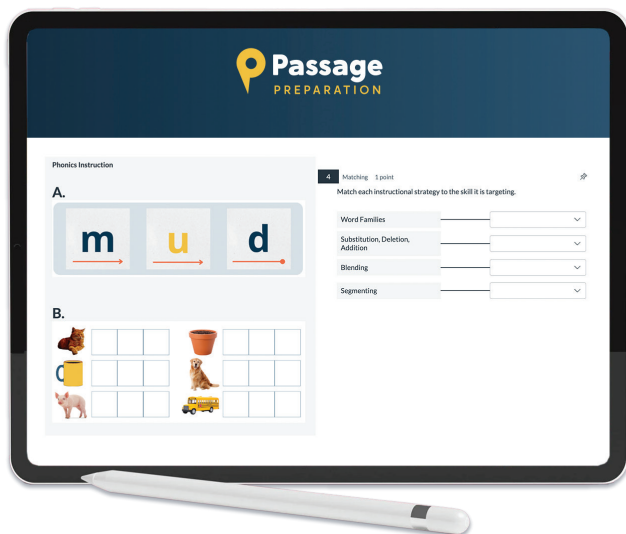 Passage
PREPARATION
Phonics Instruction
A.
m u d
B.
4 Matching 1 point
Match each instructional strategy to the skill it is targeting.
Word Families
Substitution, Deletion,
Addition
Blending
Segmenting